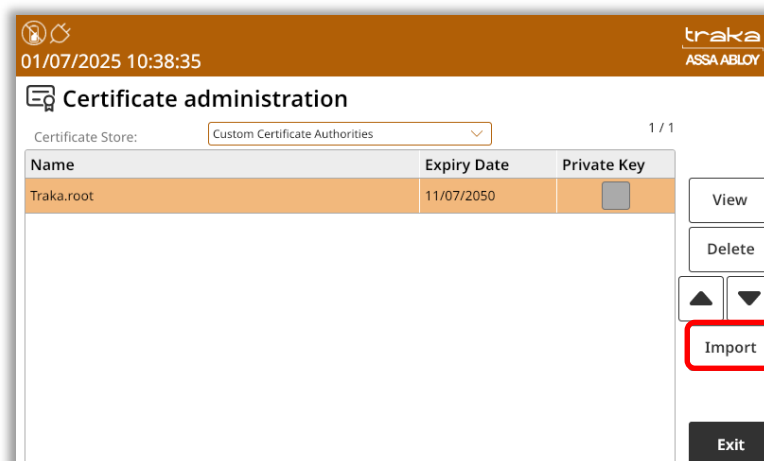 traka
01/07/2025 10:38:35
ASSA ABLOY
Certificate administration
Certificate Store:
Custom Certificate Authorities
1 / 1
Name Expiry Date Private Key
Traka.root 11/07/2050
View
Delete
Import
Exit